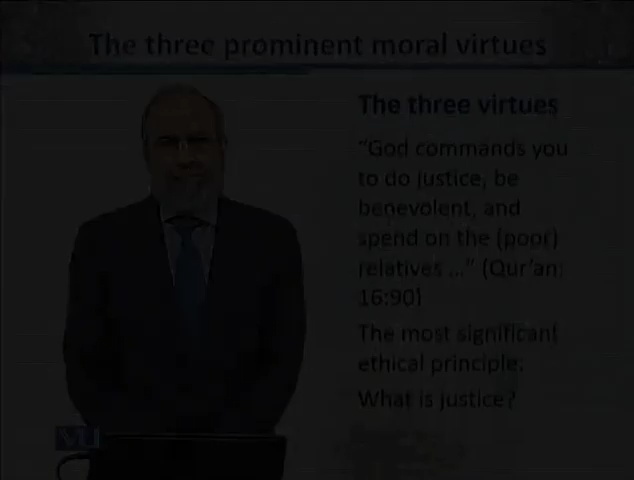 The three prominent moral virtues
The three virtues
“God commands you
to do justice, be
benevolent, and
spend on the (poor)
relatives …” (Qur’an:
16:90)
The most significant
ethical principle.
What is justice?
VU